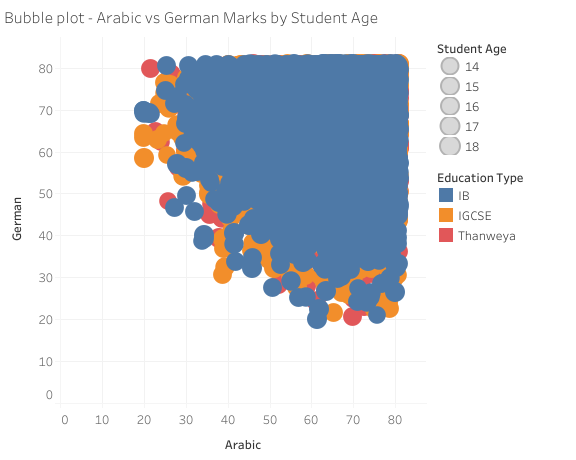 Bubble plot - Arabic vs German Marks by Student Age
Student Age
14
15
16
17
18
Education Type
IB
IGCSE
Thanweya
German
80
70
60
50
40
30
20
10
0
0 10 20 30 40 50 60 70 80
Arabic